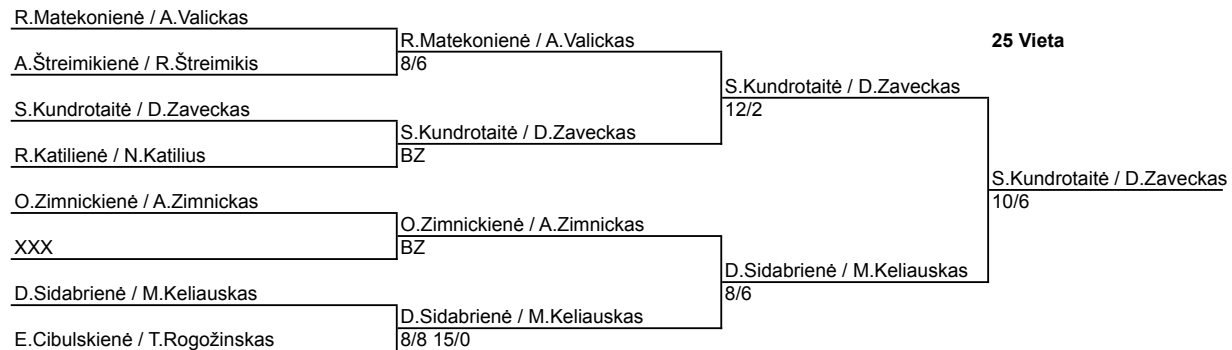 R.Matekonienė / A.Valickas
R.Matekonienė / A.Valickas
25 Vieta
A.Štreimikienė / R.Štreimikis
8/6
S.Kundrotaitė / D.Zaveckas
S.Kundrotaitė / D.Zaveckas
12/2
S.Kundrotaitė / D.Zaveckas
R.Katilienė / N.Katilius
BZ
S.Kundrotaitė / D.Zaveckas
O.Zimnickienė / A.Zimnickas
10/6
O.Zimnickienė / A.Zimnickas
XXX
BZ
D.Sidabrienė / M.Keliauskas
D.Sidabrienė / M.Keliauskas
8/6
D.Sidabrienė / M.Keliauskas
E.Cibulskienė / T.Rogožinskas
8/8 15/0